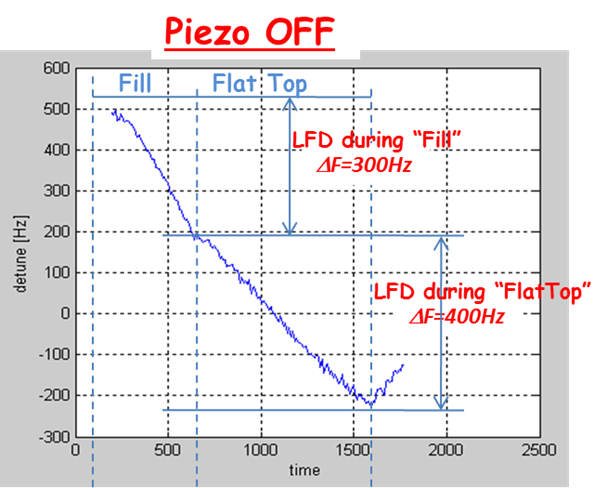 Piezo OFF
600
Fill
Flat Top
500
LFD during “Fill”
ΔF=300Hz
400
300
200
100
LFD during “FlatTop”
ΔF=400Hz
0
-100
-200
-300
detune [Hz]
0
500
1000
1500
2000
2500
time